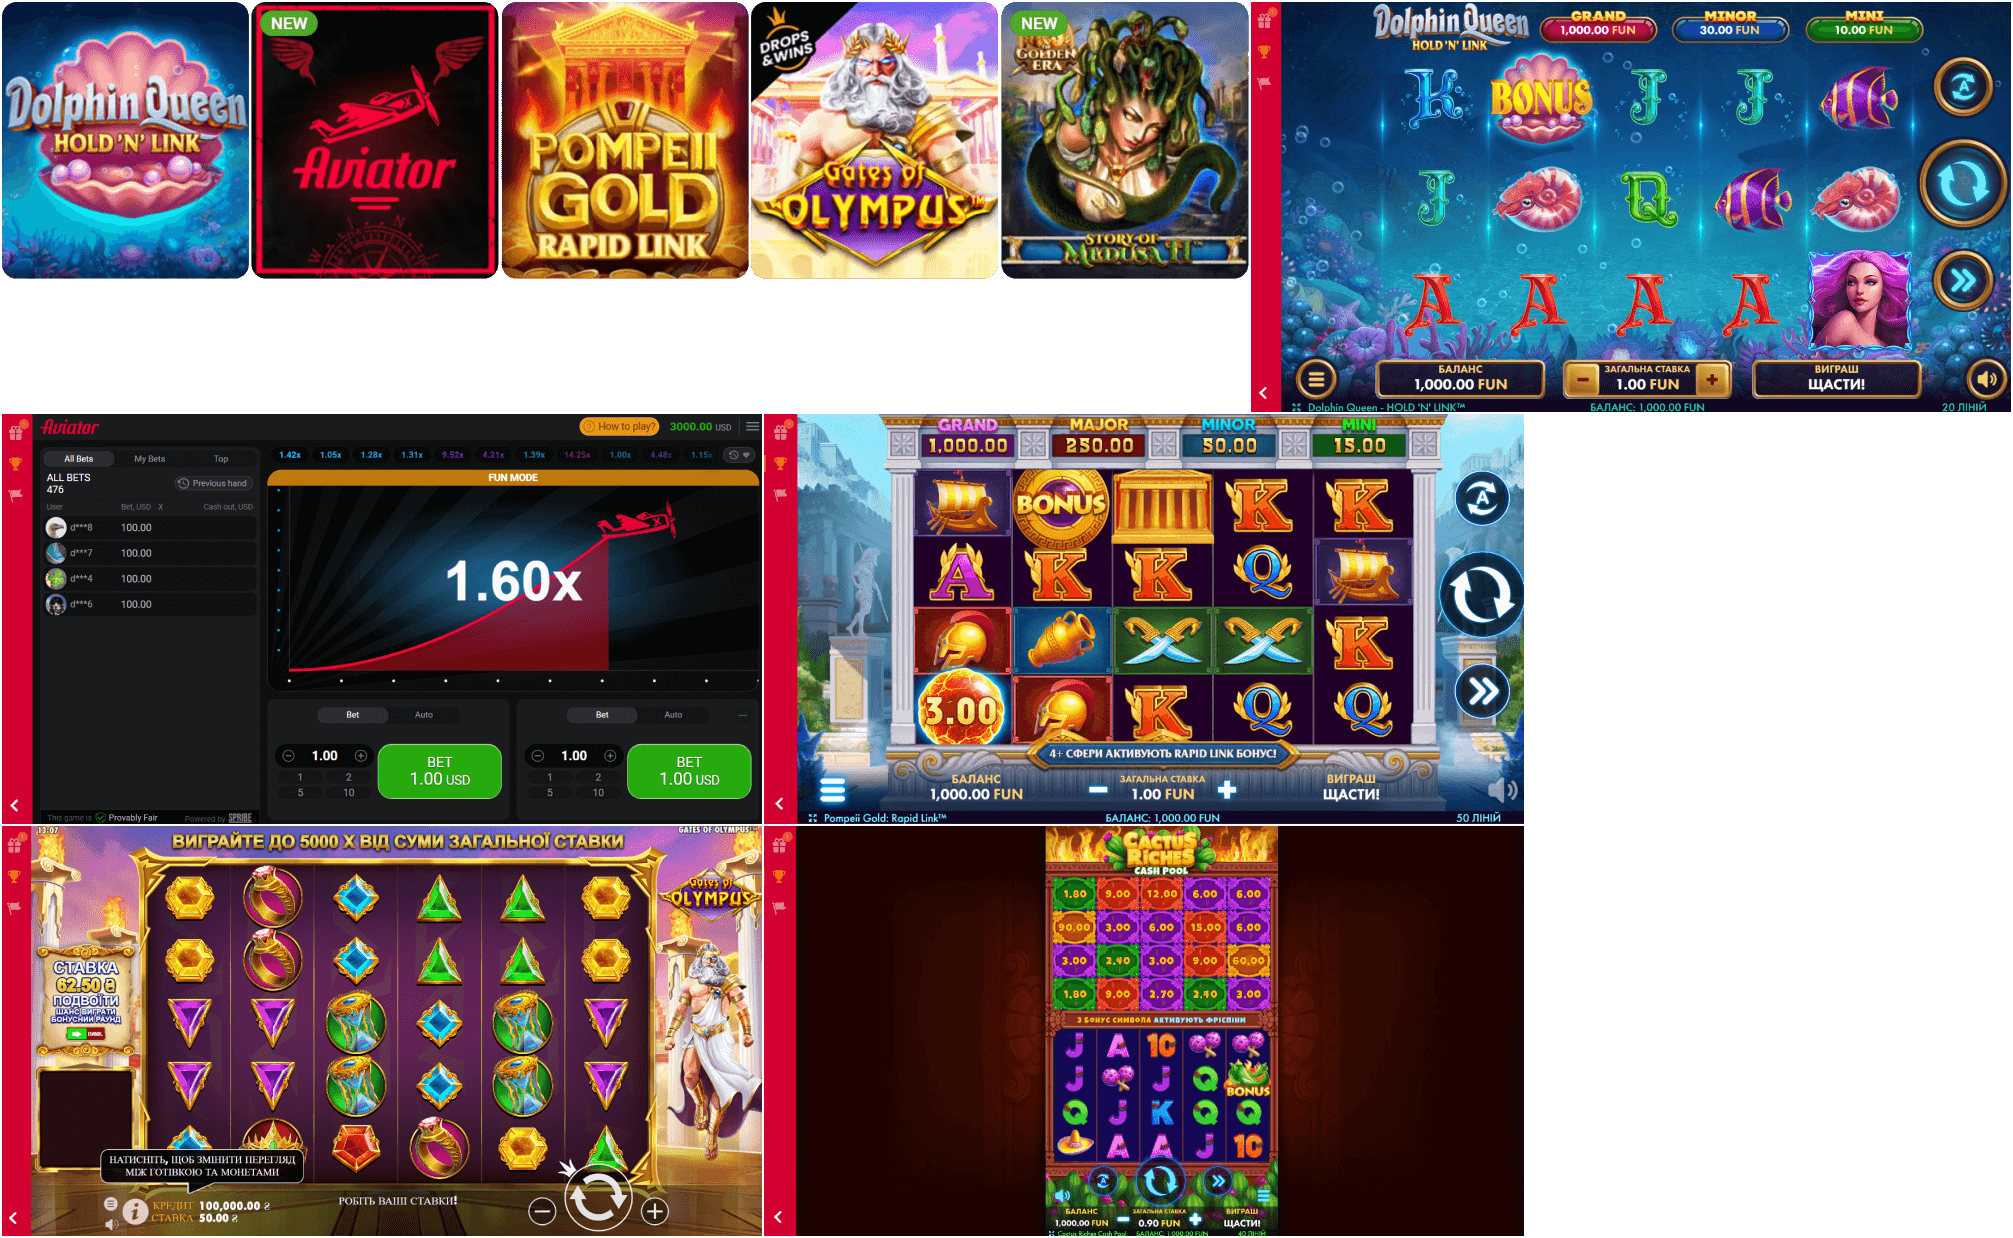 Dolphin Queen
HOLD 'N' LINK
NEW
Aviator
POMPEII
GOLD
RAPID LINK
DROPS
& WINS
Gates of
OLYMPUS™
NEW
THE
GOLDEN
ERA
STORY OF
MEDUSA II
Dolphin Queen
HOLD 'N' LINK
GRAND
1,000.00 FUN
MINOR
30.00 FUN
MINI
10.00 FUN
K BONUS J J
J Q
A A A A
БАЛАНС
1,000.00 FUN
ЗАГАЛЬНА СТАВКА
1.00 FUN
ВИГРАШ
ЩАСТИ!
Dolphin Queen - HOLD 'N' LINK™
БАЛАНС: 1,000.00 FUN
20 ЛІНІЙ
Aviator
How to play?
3000.00 USD
All Bets My Bets Top
ALL BETS
476
Previous hand
User Bet, USD X Cash out, USD
d***8 100.00
d***7 100.00
d***4 100.00
d***6 100.00
1.42x 1.05x 1.28x 1.31x 9.52x 4.21x 1.39x 14.25x 1.00x 4.48x 1.15x
FUN MODE
1.60x
Bet Auto
1.00
1 2
5 10
BET
1.00 USD
Bet Auto
1.00
1 2
5 10
BET
1.00 USD
This game is Provably Fair
Powered by SPRIBE
GRAND
1,000.00
MAJOR
250.00
MINOR
50.00
MINI
15.00
BONUS K K
A K K Q
K
3.00 K Q Q
4+ СФЕРИ АКТИВУЮТЬ RAPID LINK БОНУС!
БАЛАНС
1,000.00 FUN
ЗАГАЛЬНА СТАВКА
1.00 FUN
ВИГРАШ
ЩАСТИ!
Pompeii Gold: Rapid Link™
БАЛАНС: 1,000.00 FUN
50 ЛІНІЙ
13:07
GATES OF OLYMPUS™
ВИГРАЙТЕ ДО 5000 X ВІД СУМИ ЗАГАЛЬНОЇ СТАВКИ
Gates of
OLYMPUS
СТАВКА
62.50 ₴
ПОДВОЇТИ
ШАНС ВИГРАТИ
БОНУСНИЙ РАУНД
НАТИСНІТЬ, ЩОБ ЗМІНИТИ ПЕРЕГЛЯД
МІЖ ГОТІВКОЮ ТА МОНЕТАМИ
КРЕДИТ 100,000.00 ₴
СТАВКА 50.00 ₴
РОБІТЬ ВАШІ СТАВКИ!
CACTUS
RICHES
CASH POOL
1.80 9.00 12.00 6.00 6.00
90.00 3.00 6.00 15.00 6.00
3.00 2.40 3.00 9.00 60.00
1.80 9.00 2.70 2.40 3.00
3 БОНУС СИМВОЛА АКТИВУЮТЬ ФРІСПІНИ
J A 10
J J Q BONUS
Q J K Q Q
A A J 10
БАЛАНС
1,000.00 FUN
ЗАГАЛЬНА СТАВКА
0.90 FUN
ВИГРАШ
ЩАСТИ!
Cactus Riches Cash Pool
БАЛАНС: 1,000.00 FUN
40 ЛІНІЙ